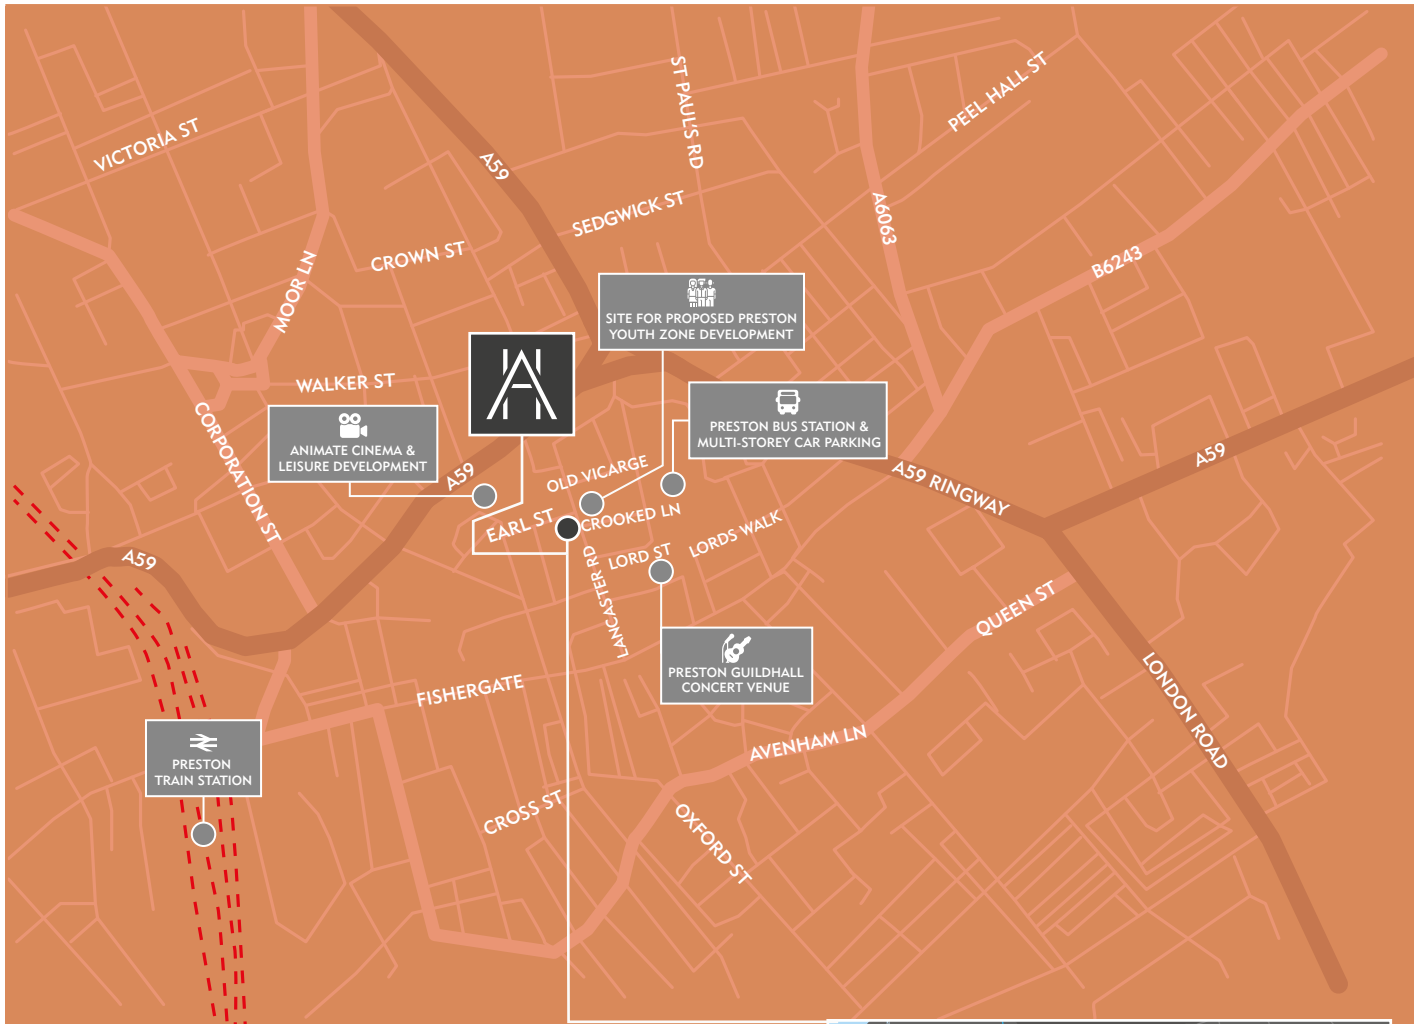 ST PAUL'S RD
PEEL HALL ST
VICTORIA ST
A59
SEDGWICK ST
A6063
CROWN ST
MOOR LN
B6243
SITE FOR PROPOSED PRESTON
YOUTH ZONE DEVELOPMENT
WALKER ST
CORPORATION ST
ANIMATE CINEMA &
LEISURE DEVELOPMENT
PRESTON BUS STATION &
MULTI-STOREY CAR PARKING
A59
OLD VICARGE
A59 RINGWAY
A59
EARL ST
CROOKED LN
LORDS WALK
LORD ST
LANCASTER RD
A59
QUEEN ST
PRESTON GUILDHALL
CONCERT VENUE
FISHERGATE
LONDON ROAD
AVENHAM LN
PRESTON
TRAIN STATION
CROSS ST
OXFORD ST